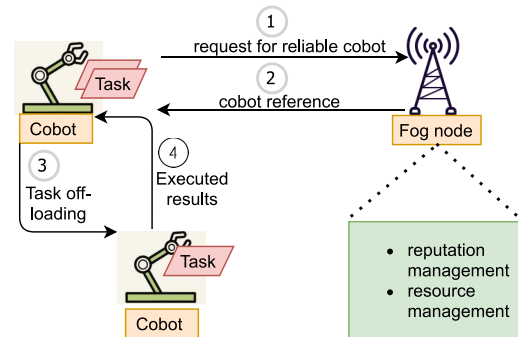 1
request for reliable cobot
2
cobot reference
Task
Cobot
Fog node
3
Task off-
loading
4
Executed
results
Task
Cobot
• reputation
management
• resource
management